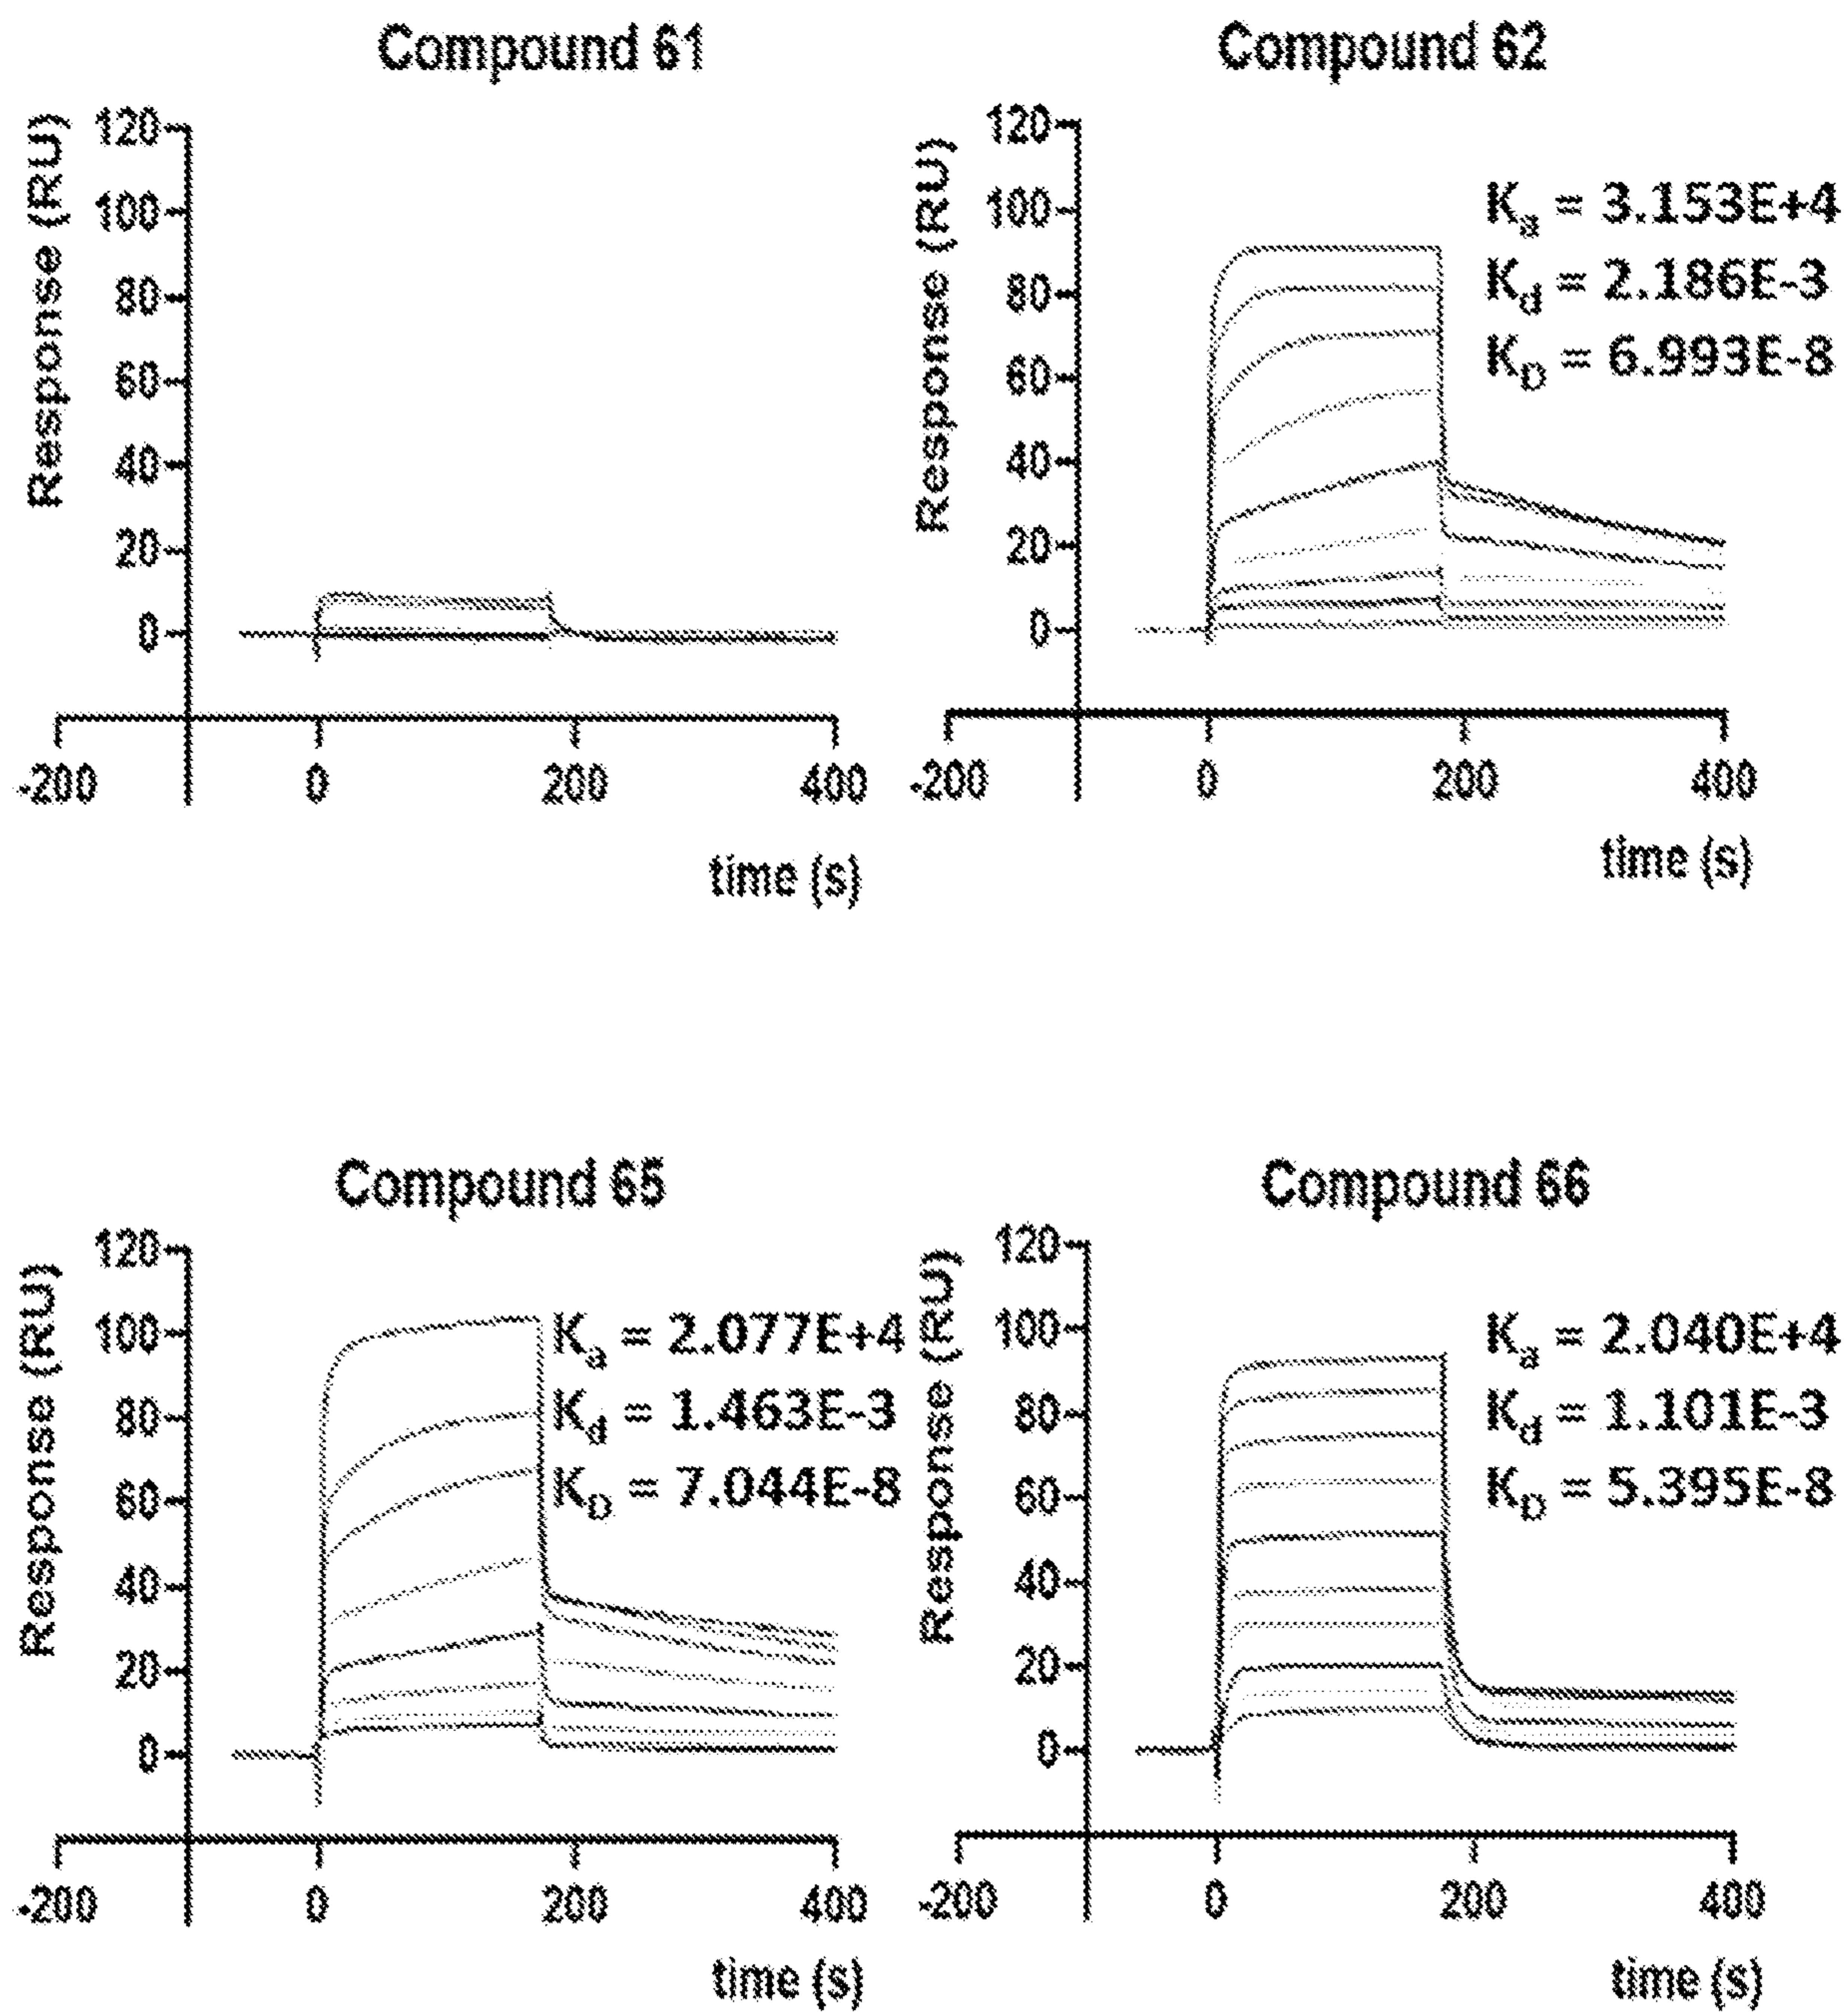 Compound 61
Response (RU)
120
100
80
60
40
20
0
-200 0 200 400
time (s)
Compound 62
Response (RU)
120
100
80
60
40
20
0
Ka = 3.153E+4
Kd = 2.186E-3
KD = 6.993E-8
-200 0 200 400
time (s)
Compound 65
Response (RU)
120
100
80
60
40
20
0
Ka = 2.077E+4
Kd = 1.463E-3
KD = 7.044E-8
-200 0 200 400
time (s)
Compound 66
Response (RU)
120
100
80
60
40
20
0
Ka = 2.040E+4
Kd = 1.101E-3
KD = 5.395E-8
-200 0 200 400
time (s)